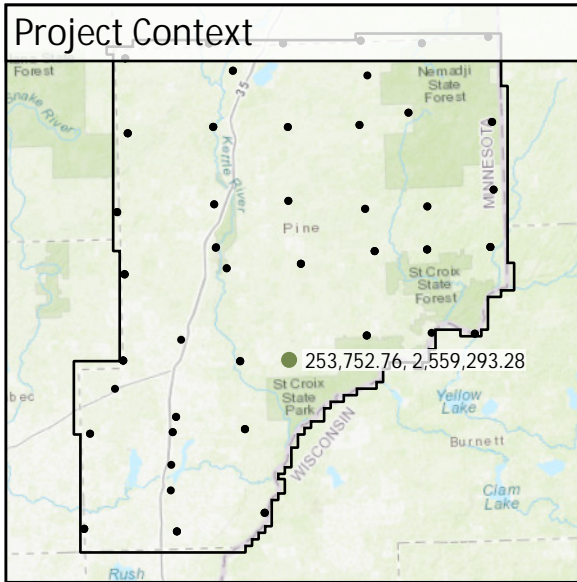 Project Context
Forest
Snake River
35
Nemadji
State
Forest
Kettle River
MINNESOTA
Pine
St Croix
State
Forest
253,752.76, 2,559,293.28
St Croix
State
Park
bec
WISCONSIN
Yellow
Lake
Burnett
Clam
Lake
Rush